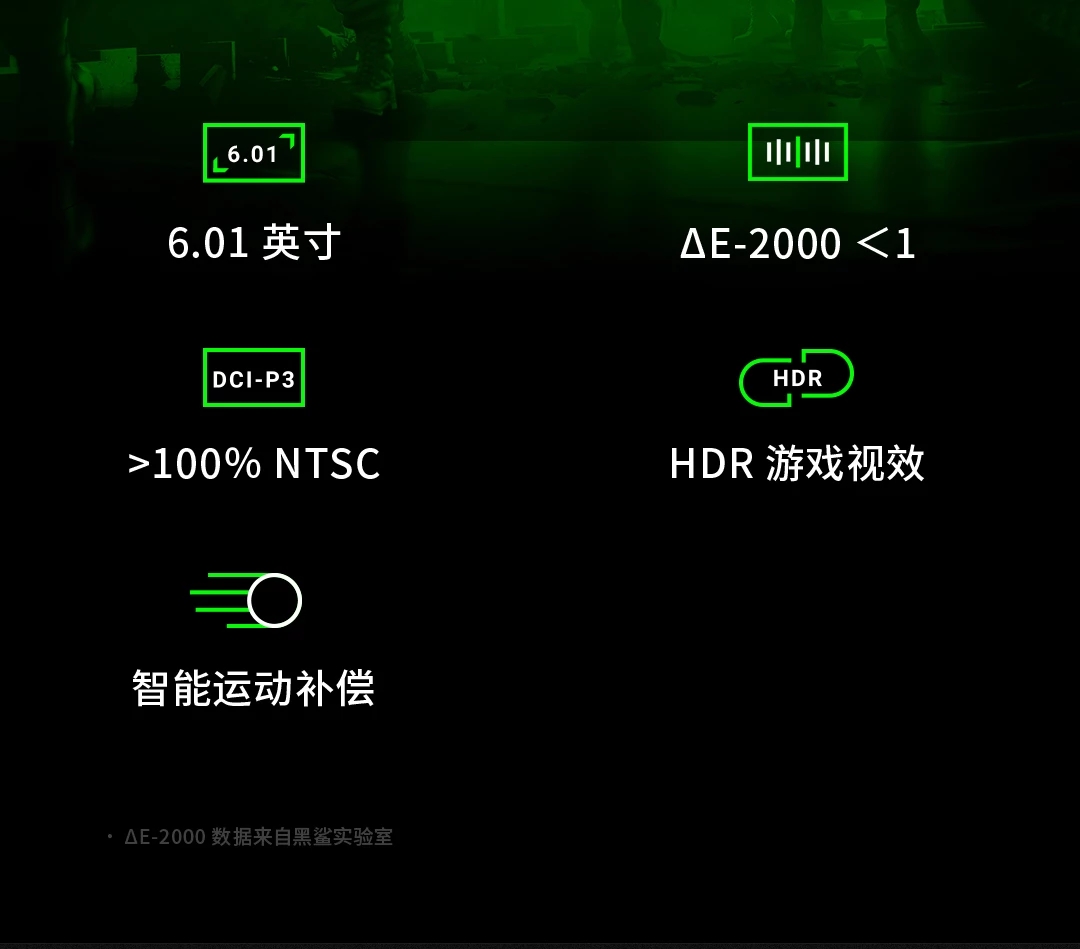 6.01
6.01 英寸
ΔE-2000 ＜1
DCI-P3
>100% NTSC
HDR
HDR 游戏视效
智能运动补偿
· ΔE-2000 数据来自黑鲨实验室